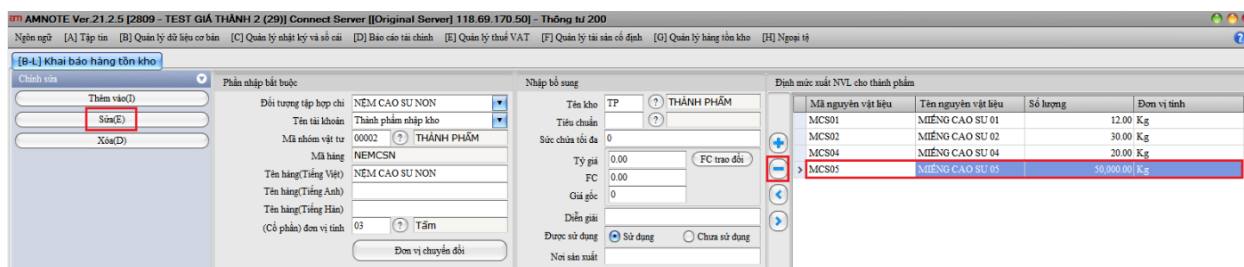 AMNOTE Ver.21.2.5 [2809 - TEST GIÁ THÀNH 2 (29)] Connect Server [[Original Server] 118.69.170.50] - Thông tư 200
Ngôn ngữ [A] Tập tin [B] Quản lý dữ liệu cơ bản [C] Quản lý nhật ký và sổ cái [D] Báo cáo tài chính [E] Quản lý thuế VAT [F] Quản lý tài sản cố định [G] Quản lý hàng tồn kho [H] Ngoại tệ
[B-L] Khai báo hàng tồn kho
Chỉnh sửa
Thêm vào(I)
Sửa(E)
Xóa(D)
Phần nhập bắt buộc
Đối tượng tập hợp chi NỆM CAO SU NON
Tên tài khoản Thành phẩm nhập kho
Mã nhóm vật tư 00002 ? THÀNH PHẨM
Mã hàng NEMCSN
Tên hàng(Tiếng Việt) NỆM CAO SU NON
Tên hàng(Tiếng Anh)
Tên hàng(Tiếng Hàn)
(Cổ phần) đơn vị tính 03 ? Tấm
Đơn vị chuyển đổi
Nhập bổ sung
Tên kho TP ? THÀNH PHẨM
Tiêu chuẩn ?
Sức chứa tối đa 0
Tỷ giá 0.00 FC trao đổi
FC 0.00
Giá gốc 0
Diễn giải
Được sử dụng Sử dụng Chưa sử dụng
Nơi sản xuất
Định mức xuất NVL cho thành phẩm
Mã nguyên vật liệu Tên nguyên vật liệu Số lượng Đơn vị tính
MCS01 MIẾNG CAO SU 01 12.00 Kg
MCS02 MIẾNG CAO SU 02 30.00 Kg
MCS04 MIẾNG CAO SU 04 20.00 Kg
MCS05 MIẾNG CAO SU 05 50,000.00 Kg